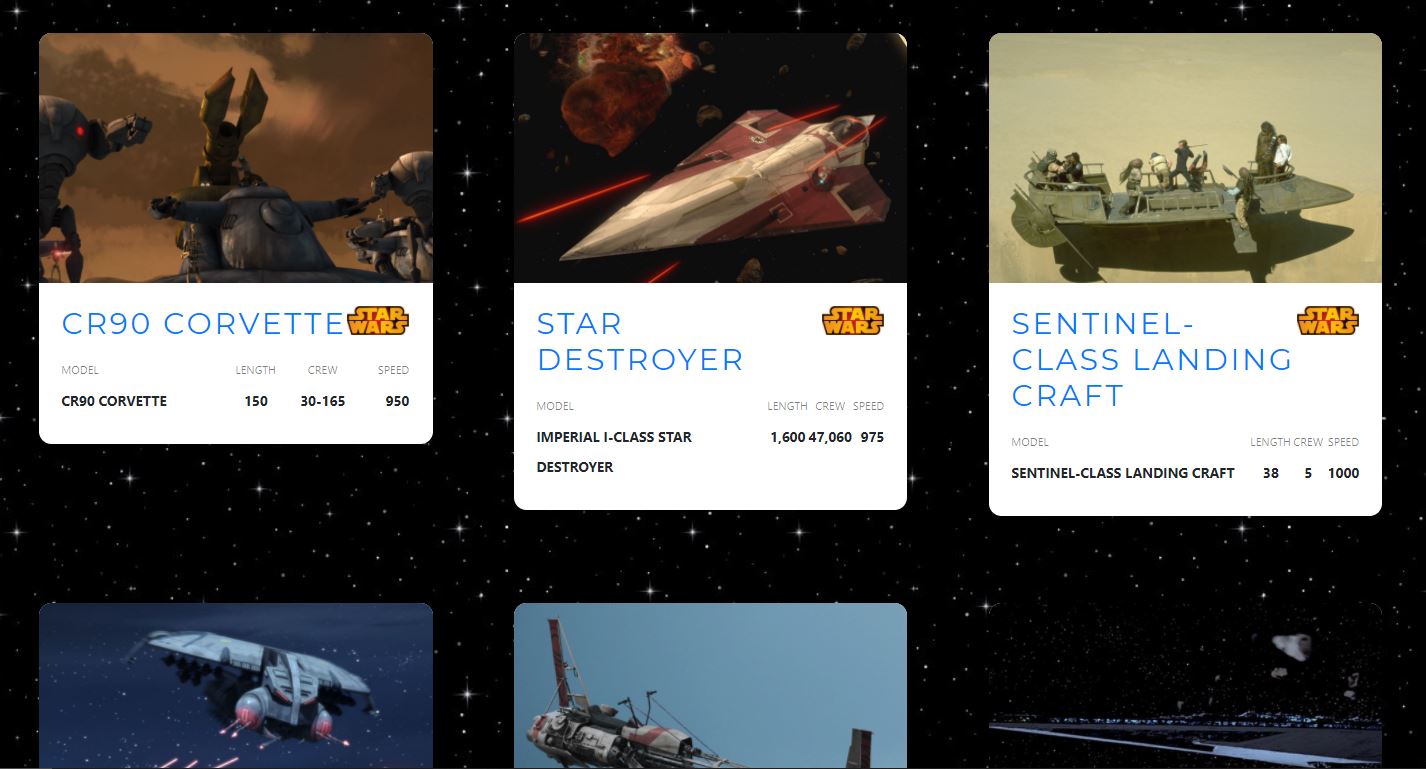 CR90 CORVETTE
STAR WARS
MODEL LENGTH CREW SPEED
CR90 CORVETTE 150 30-165 950
STAR
DESTROYER
STAR WARS
MODEL LENGTH CREW SPEED
IMPERIAL I-CLASS STAR
DESTROYER 1,600 47,060 975
SENTINEL-
CLASS LANDING
CRAFT
STAR WARS
MODEL LENGTH CREW SPEED
SENTINEL-CLASS LANDING CRAFT 38 5 1000